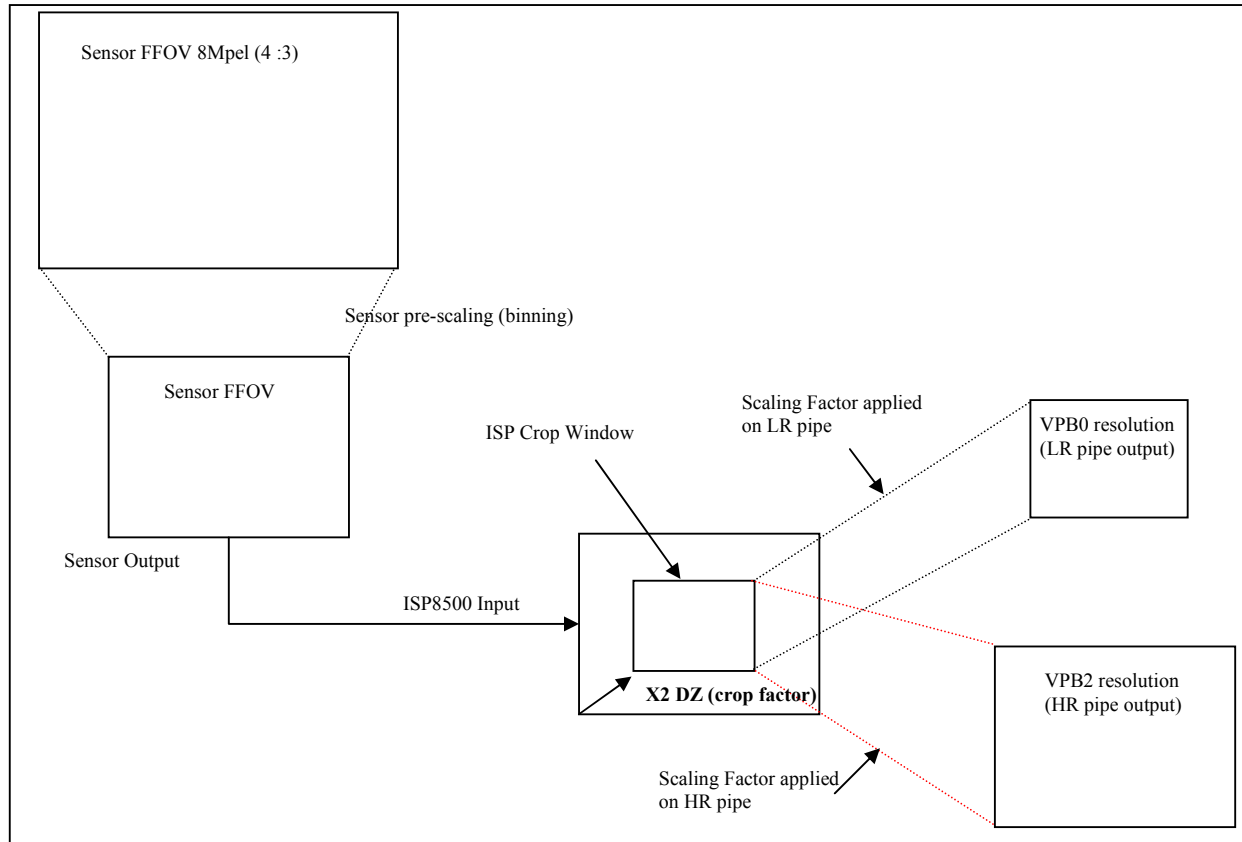 Sensor FFOV 8Mpel (4 :3)
Sensor pre-scaling (binning)
Sensor FFOV
Scaling Factor applied
on LR pipe
VPB0 resolution
(LR pipe output)
ISP Crop Window
Sensor Output
ISP8500 Input
X2 DZ (crop factor)
VPB2 resolution
(HR pipe output)
Scaling Factor applied
on HR pipe